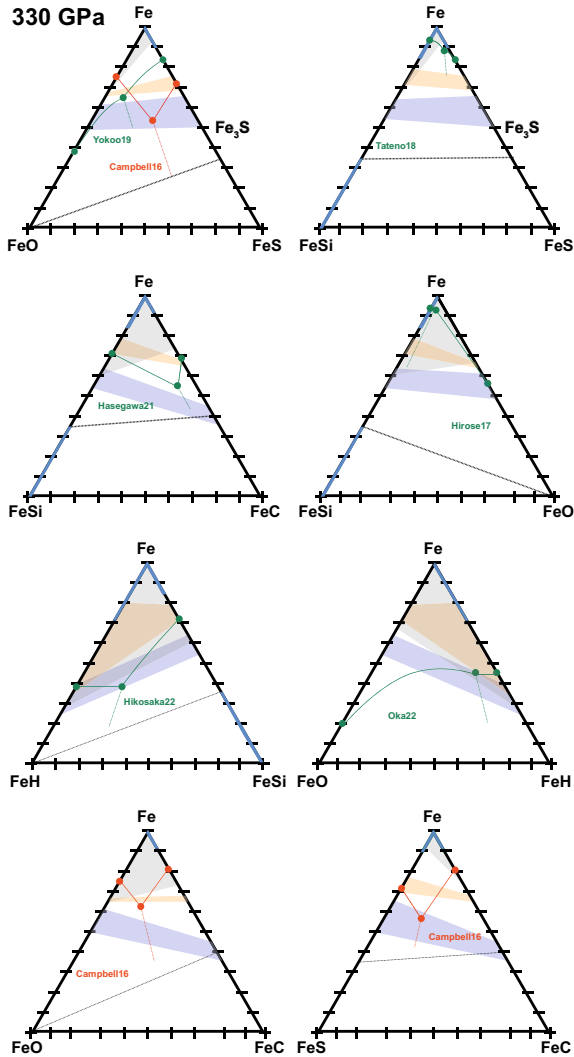 330 GPa
Fe
Fe
Fe₃S
Fe₃S
Yokoo19
Tateno18
Campbell16
FeO
FeS
FeSi
FeS
Fe
Fe
Hasegawa21
Hirose17
FeSi
FeC
FeSi
FeO
Fe
Fe
Hikosaka22
Oka22
FeH
FeSi
FeO
FeH
Fe
Fe
Campbell16
Campbell16
FeO
FeC
FeS
FeC